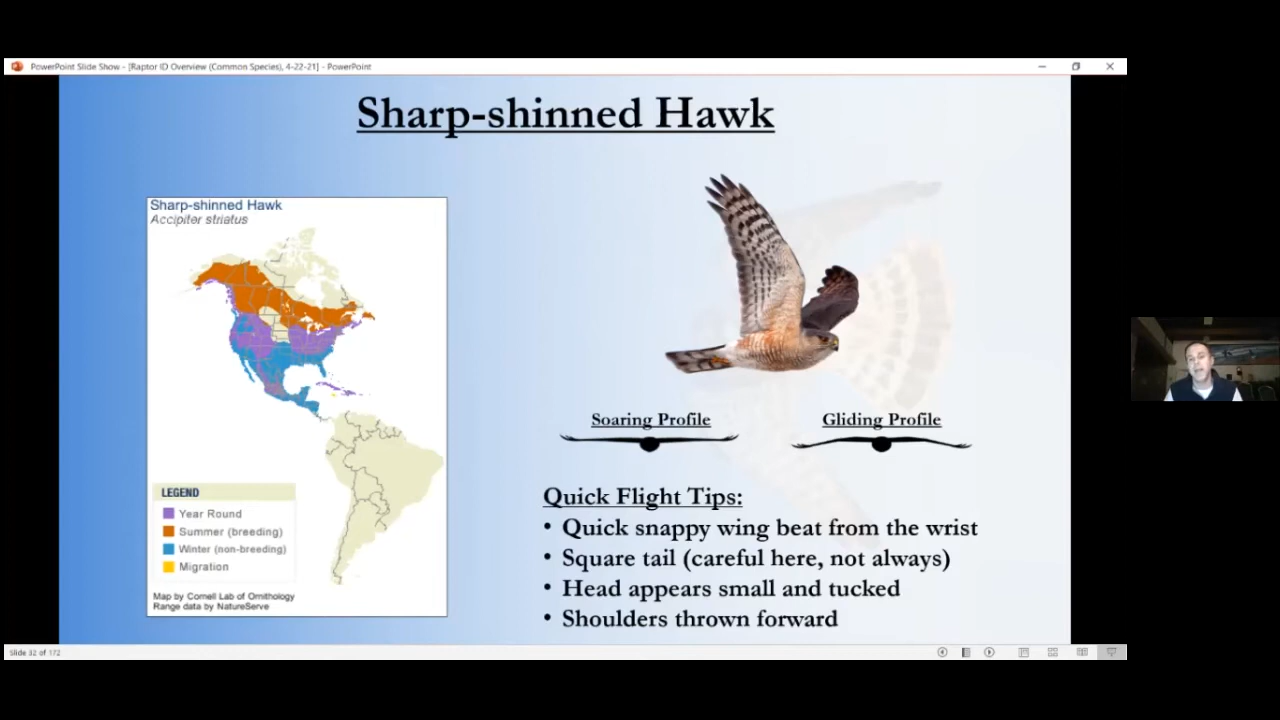 PowerPoint Slide Show - [Raptor ID Overview (Common Species), 4-22-21] - PowerPoint
Sharp-shinned Hawk
Sharp-shinned Hawk
Accipiter striatus
LEGEND
Year Round
Summer (breeding)
Winter (non-breeding)
Migration
Map by Cornell Lab of Ornithology
Range data by NatureServe
Soaring Profile
Gliding Profile
Quick Flight Tips:
• Quick snappy wing beat from the wrist
• Square tail (careful here, not always)
• Head appears small and tucked
• Shoulders thrown forward
Slide 32 of 172